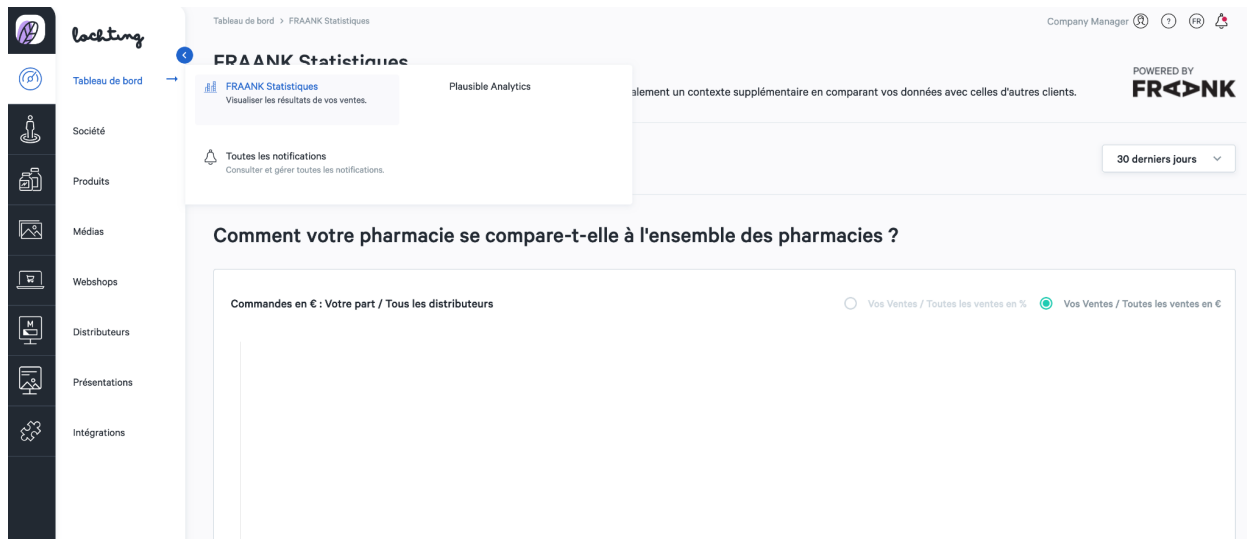 lochting
Tableau de bord > FRAANK Statistiques
Company Manager
?
FR
FRAANK Statistiques
POWERED BY
FRAANK
alement un contexte supplémentaire en comparant vos données avec celles d'autres clients.
Tableau de bord →
FRAANK Statistiques
Visualiser les résultats de vos ventes.
Plausible Analytics
Toutes les notifications
Consulter et gérer toutes les notifications.
Société
Produits
Médias
Webshops
Distributeurs
Présentations
Intégrations
30 derniers jours
Comment votre pharmacie se compare-t-elle à l'ensemble des pharmacies ?
Commandes en € : Votre part / Tous les distributeurs
Vos Ventes / Toutes les ventes en %
Vos Ventes / Toutes les ventes en €
M